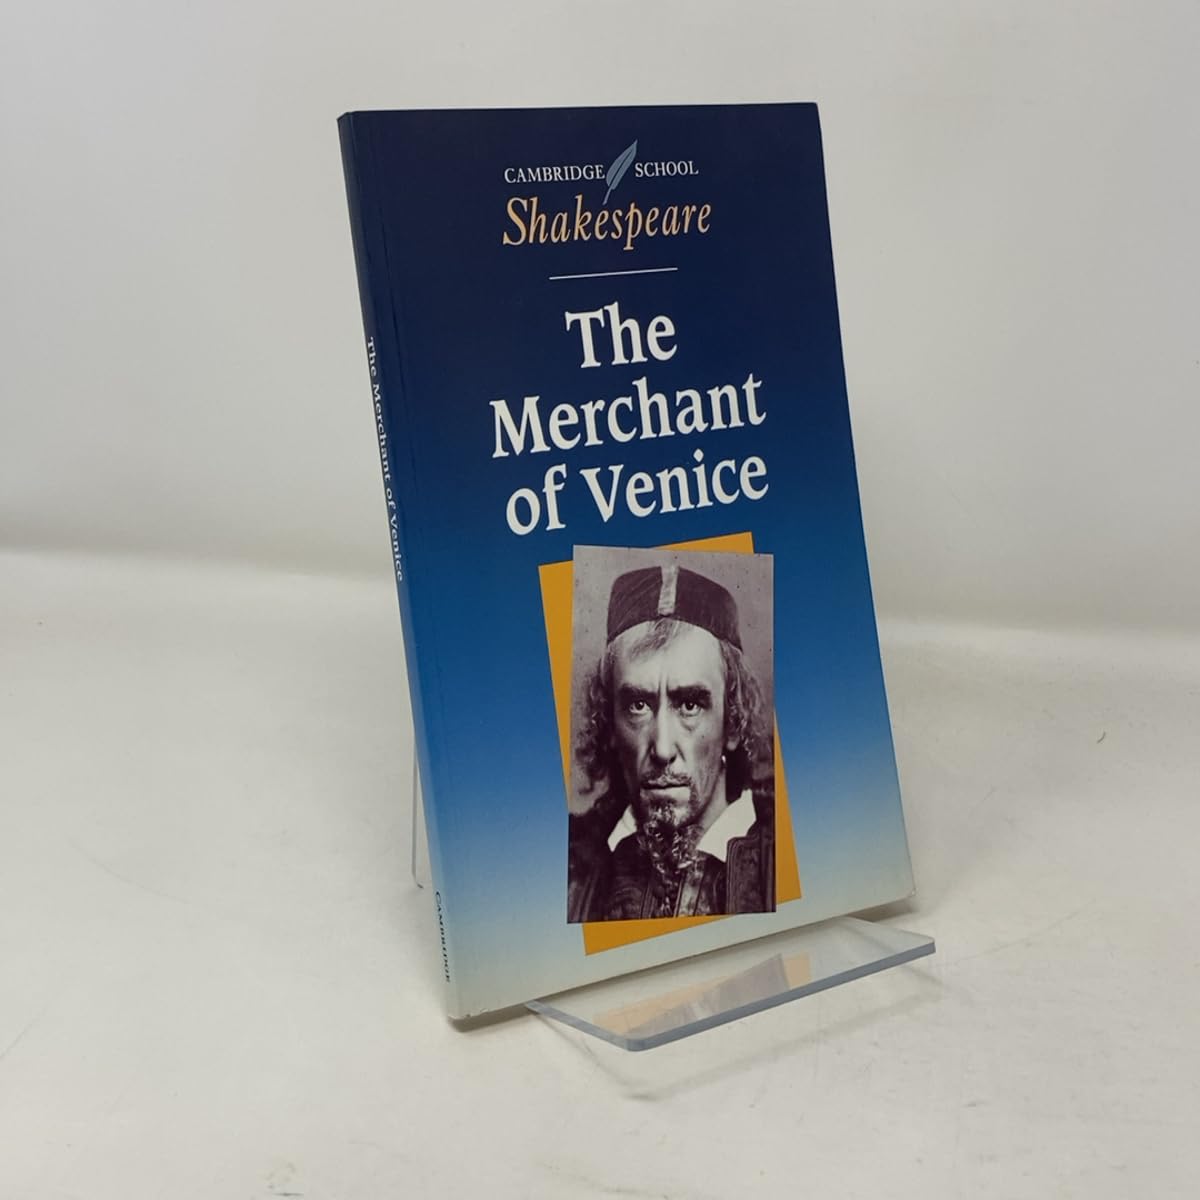 CAMBRIDGE SCHOOL
Shakespeare
The
Merchant
of Venice
The Merchant of Venice
CAMBRIDGE